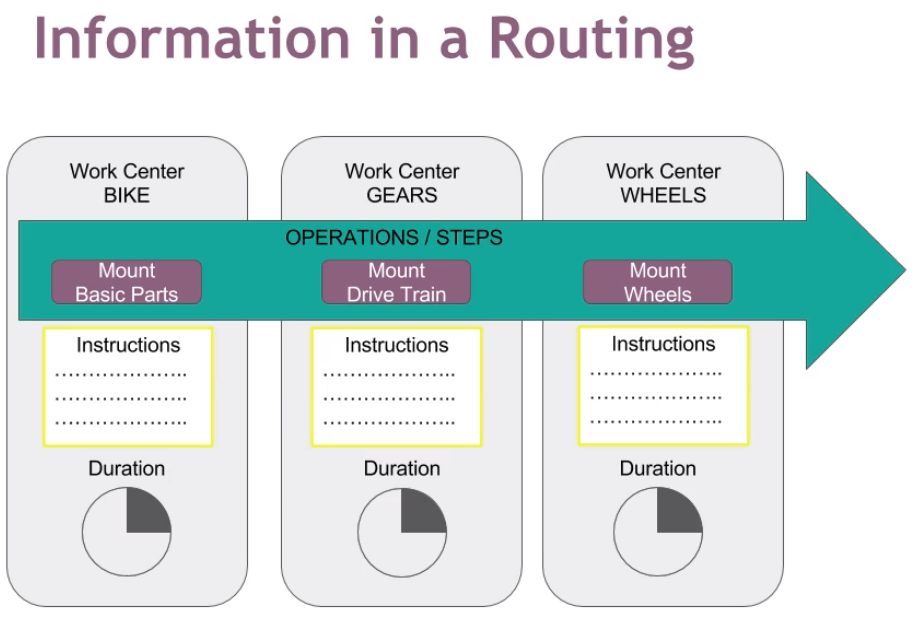 Information in a Routing
Work Center
BIKE
Work Center
GEARS
Work Center
WHEELS
OPERATIONS / STEPS
Mount
Basic Parts
Mount
Drive Train
Mount
Wheels
Instructions
....................
....................
....................
Instructions
....................
....................
....................
Instructions
....................
....................
....................
Duration
Duration
Duration